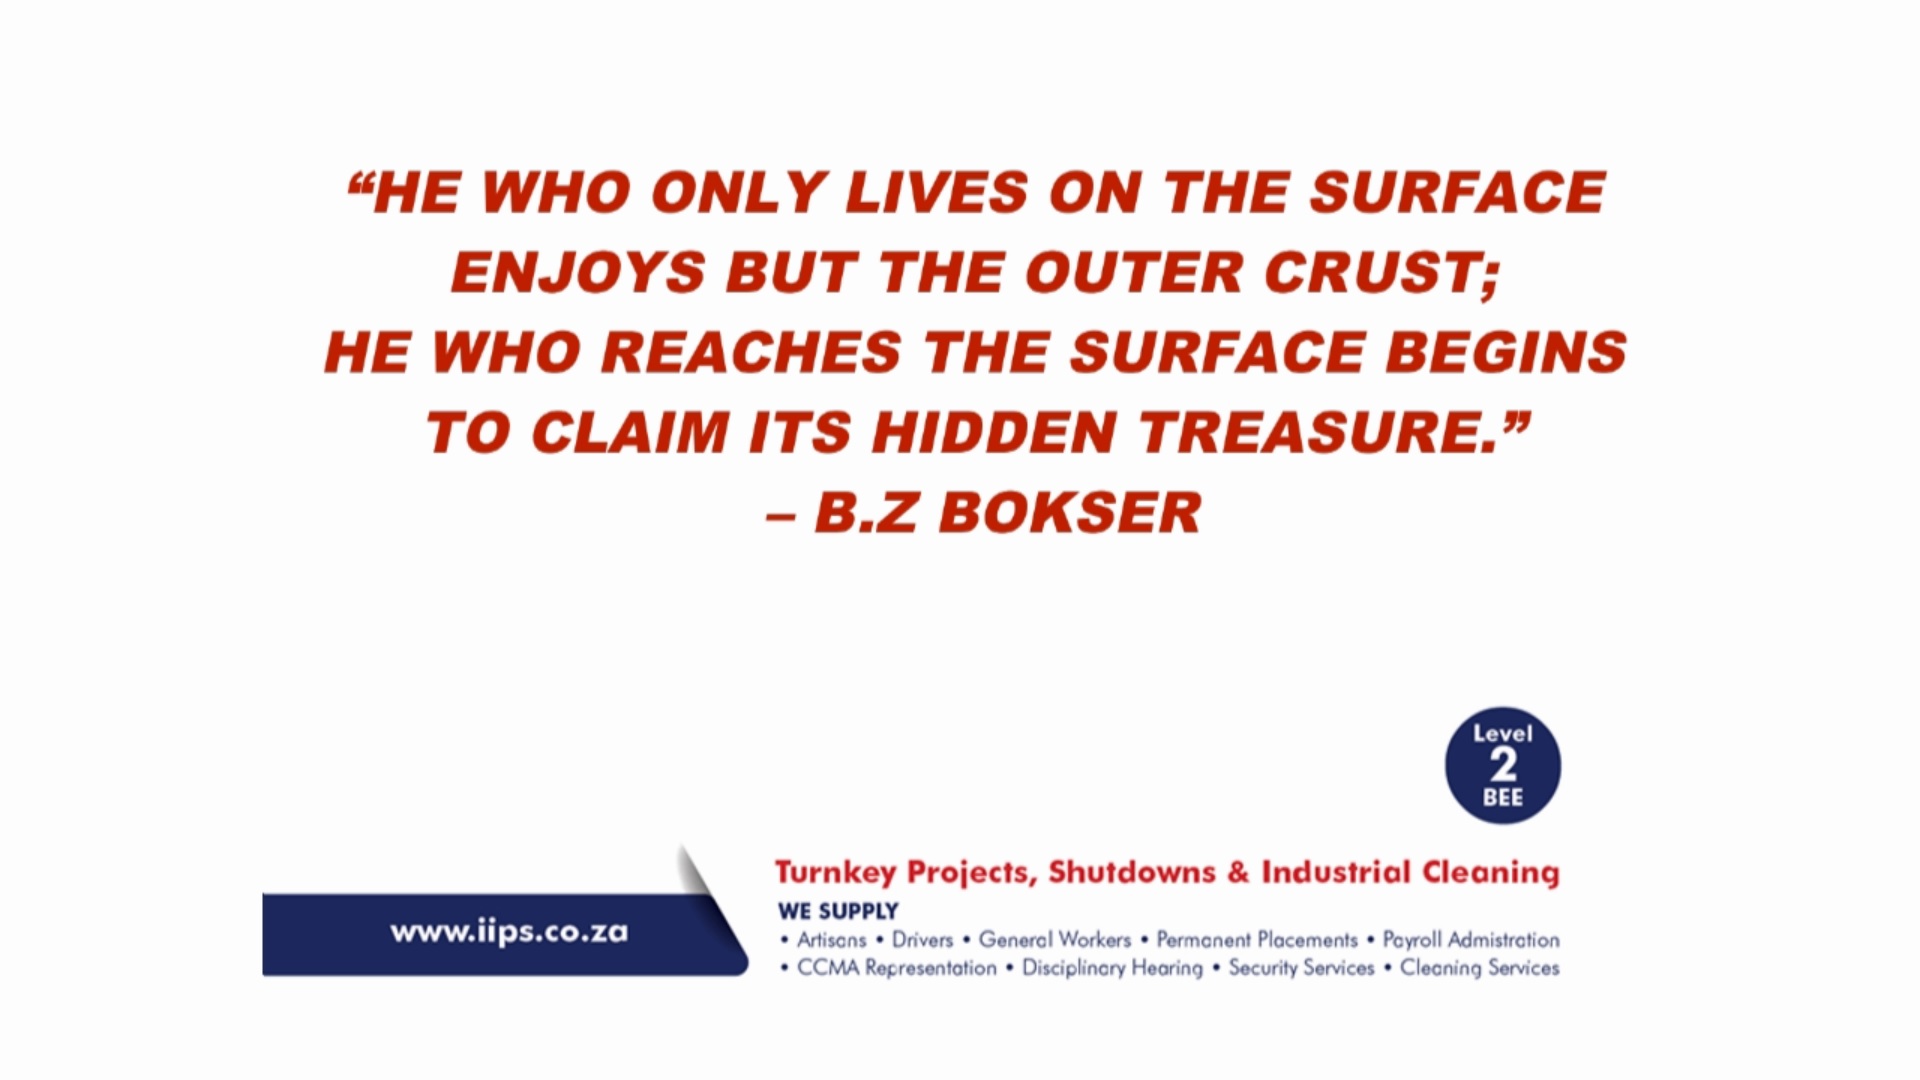 “HE WHO ONLY LIVES ON THE SURFACE
ENJOYS BUT THE OUTER CRUST;
HE WHO REACHES THE SURFACE BEGINS
TO CLAIM ITS HIDDEN TREASURE.”
– B.Z BOKSER
Level
2
BEE
www.iips.co.za
Turnkey Projects, Shutdowns & Industrial Cleaning
WE SUPPLY
• Artisans • Drivers • General Workers • Permanent Placements • Payroll Admistration
• CCMA Representation • Disciplinary Hearing • Security Services • Cleaning Services